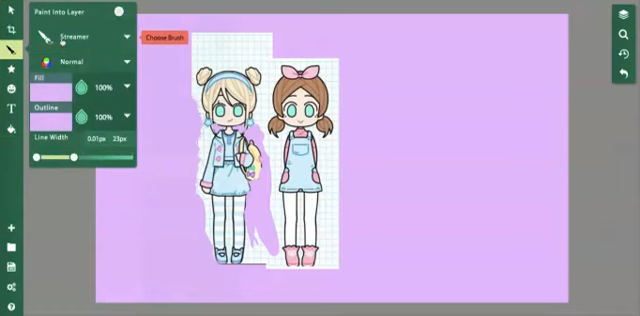 Paint Into Layer
Streamer
Choose Brush
Normal
Fill
100%
Outline
100%
Line Width 0.01px 23px
T